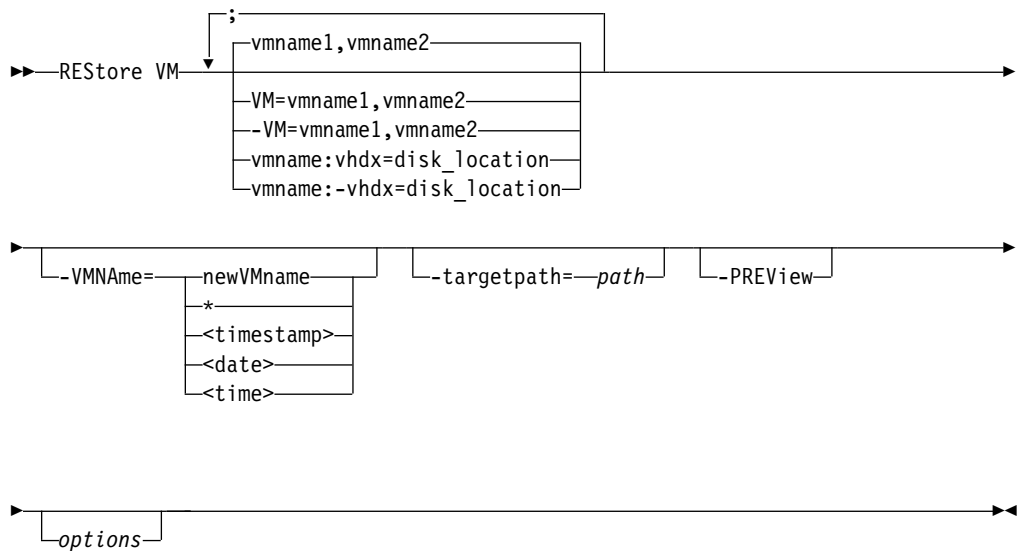 ;
vmname1,vmname2
REStore VM
VM=vmname1,vmname2
-VM=vmname1,vmname2
vmname:vhdx=disk_location
vmname:-vhdx=disk_location
-VMNAme= newVMname -targetpath= path -PREView
*
<timestamp>
<date>
<time>
options